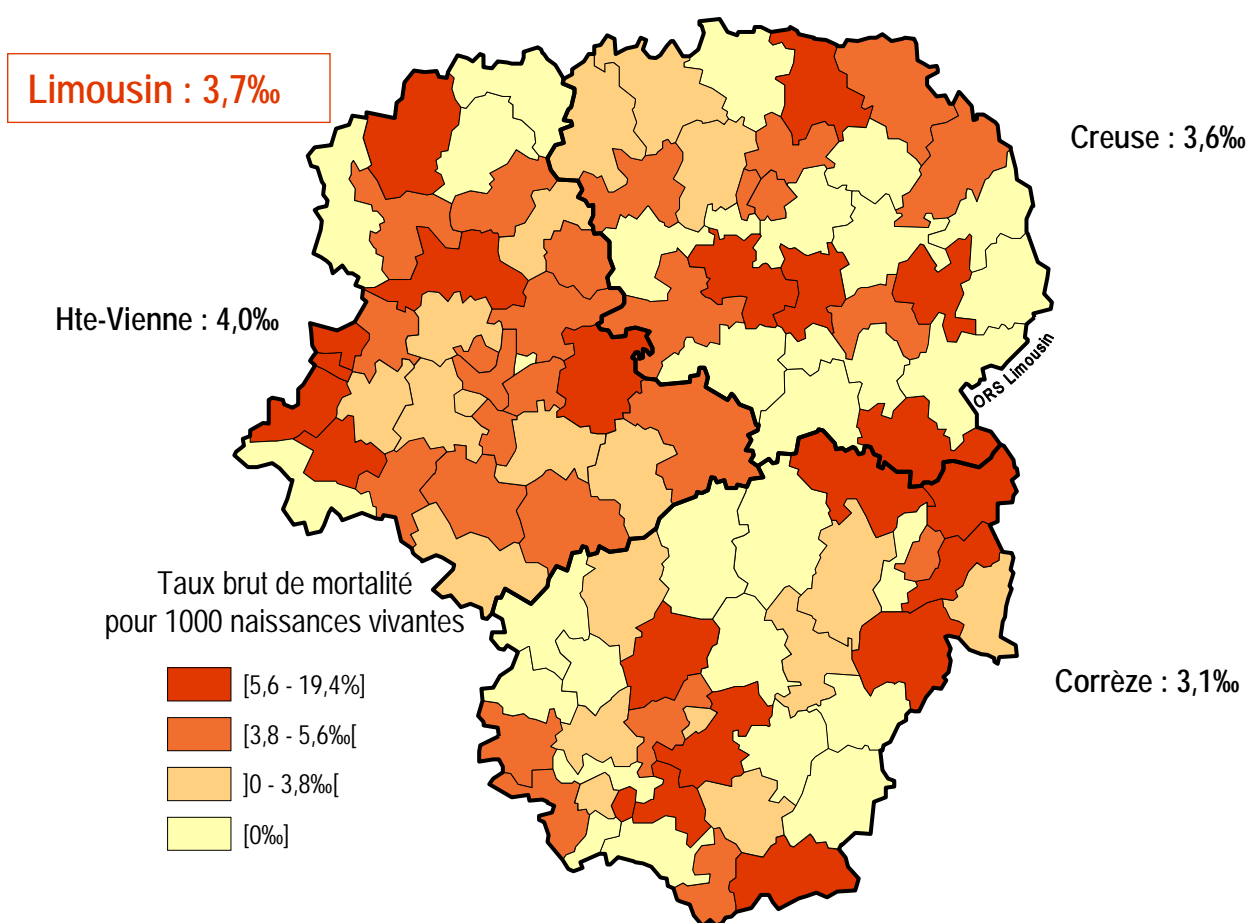 Limousin : 3,7‰
Creuse : 3,6‰
Hte-Vienne : 4,0‰
ORS Limousin
Taux brut de mortalité
pour 1000 naissances vivantes
[5,6 - 19,4%]
[3,8 - 5,6‰[
]0 - 3,8‰[
[0‰]
Corrèze : 3,1‰